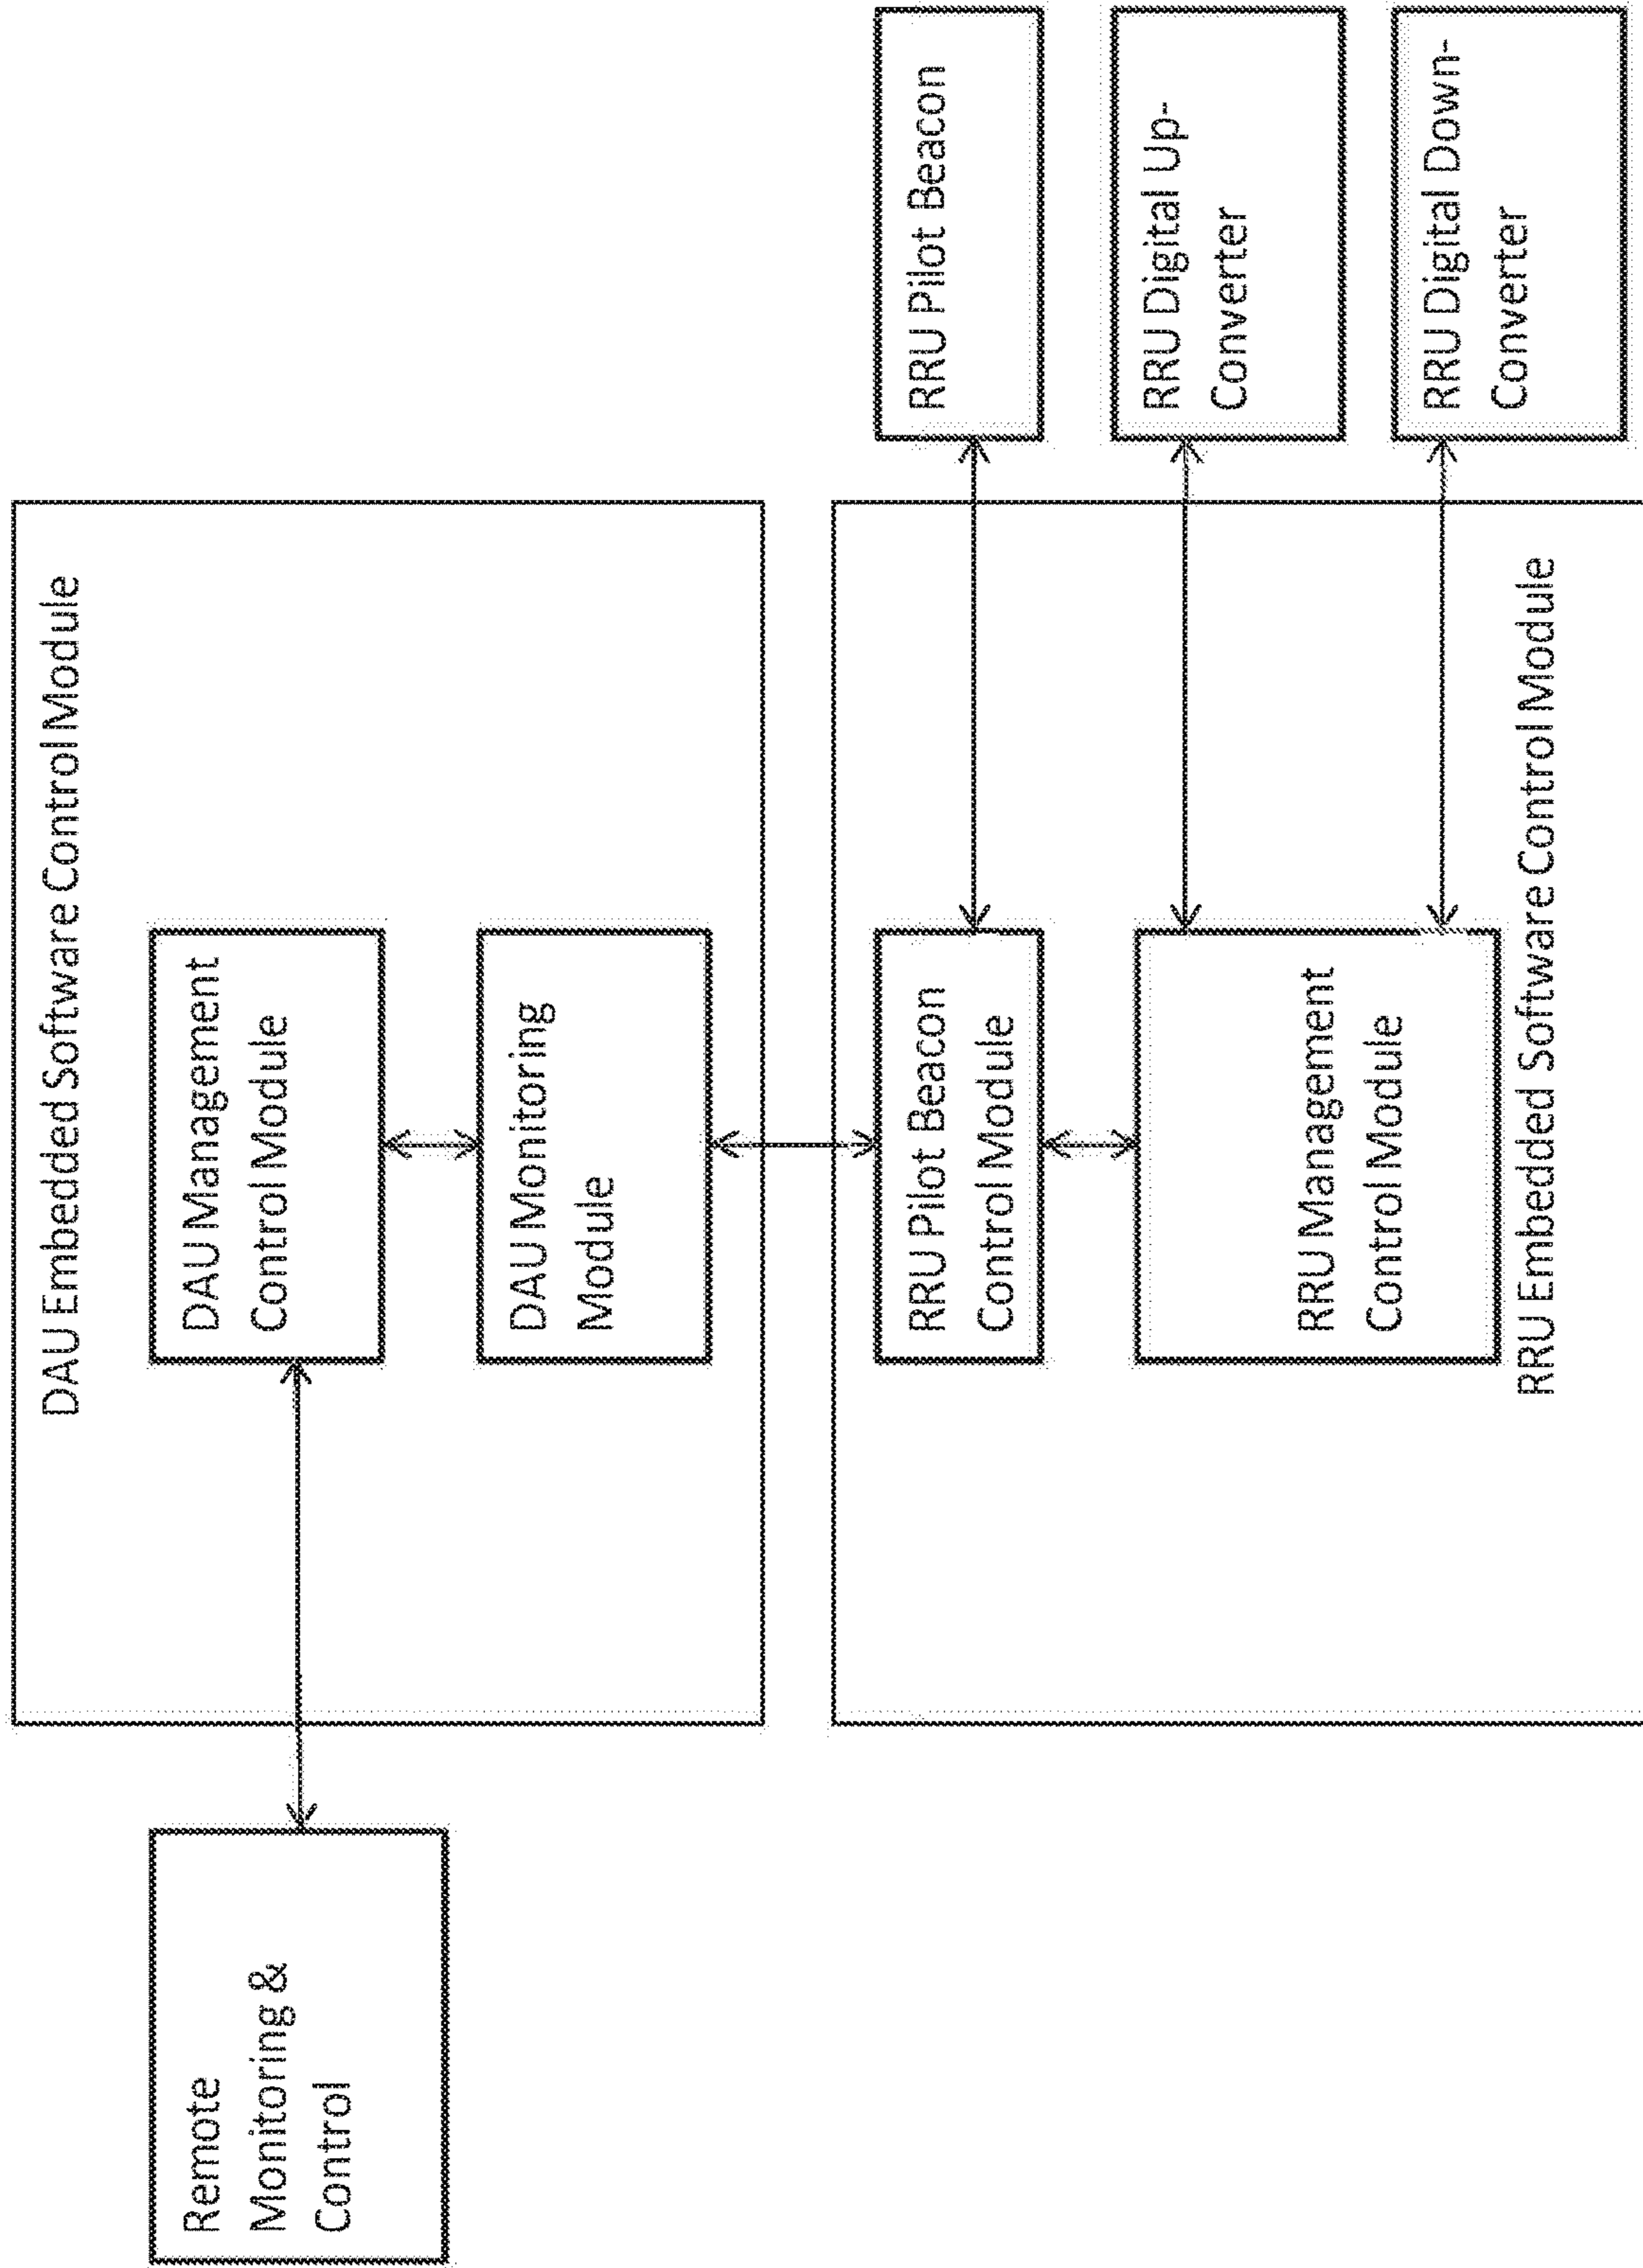 DAU Embedded Software Control Module
Remote
Monitoring &
Control
DAU Management
Control Module
DAU Monitoring
Module
RRU Pilot Beacon
Control Module
RRU Pilot Beacon
RRU Management
Control Module
RRU Digital Up-
Converter
RRU Digital Down-
Converter
RRU Embedded Software Control Module